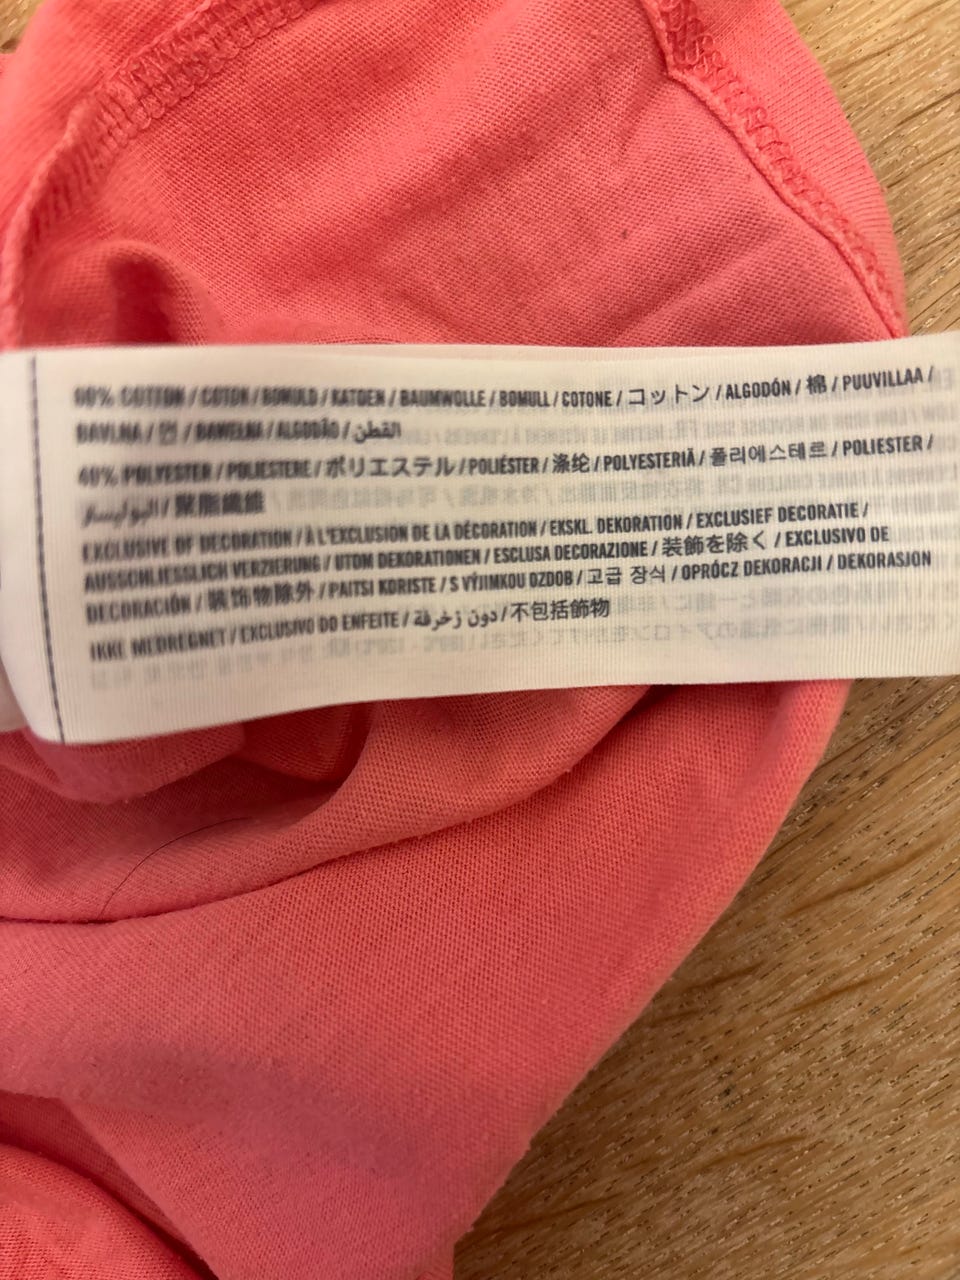 60% COTTON / COTON / BOMULD / KATOEN / BAUMWOLLE / BOMULL / COTONE / コットン / ALGODÓN / 棉 / PUUVILLAA /
BAVLNA / 면 / BAWEŁNA / ALGODÃO / القطن
40% POLYESTER / POLIESTERE / ポリエステル / POLIÉSTER / 涤纶 / POLYESTERIÄ / 폴리에스테르 / POLIESTER /
البوليستر / 聚脂纖維
EXCLUSIVE OF DECORATION / À L'EXCLUSION DE LA DÉCORATION / EKSKL. DEKORATION / EXCLUSIEF DECORATIE /
AUSSCHLIESSLICH VERZIERUNG / UTOM DEKORATIONEN / ESCLUSA DECORAZIONE / 装飾を除く / EXCLUSIVO DE
DECORACIÓN / 装饰物除外 / PAITSI KORISTE / S VÝJIMKOU OZDOB / 고급 장식 / OPRÓCZ DEKORACJI / DEKORASJON
IKKE MEDREGNET / EXCLUSIVO DO ENFEITE / دون زخرفة / 不包括飾物